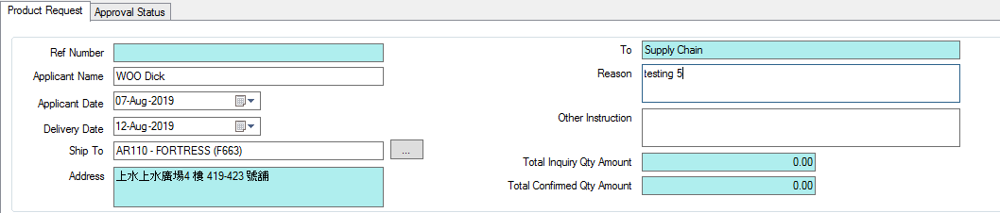 Product Request Approval Status
Ref Number
Applicant Name WOO Dick
Applicant Date 07-Aug-2019
Delivery Date 12-Aug-2019
Ship To AR110 - FORTRESS (F663) ...
Address 上水上水廣場4 樓 419-423 號舖
To Supply Chain
Reason testing 5
Other Instruction
Total Inquiry Qty Amount 0.00
Total Confirmed Qty Amount 0.00